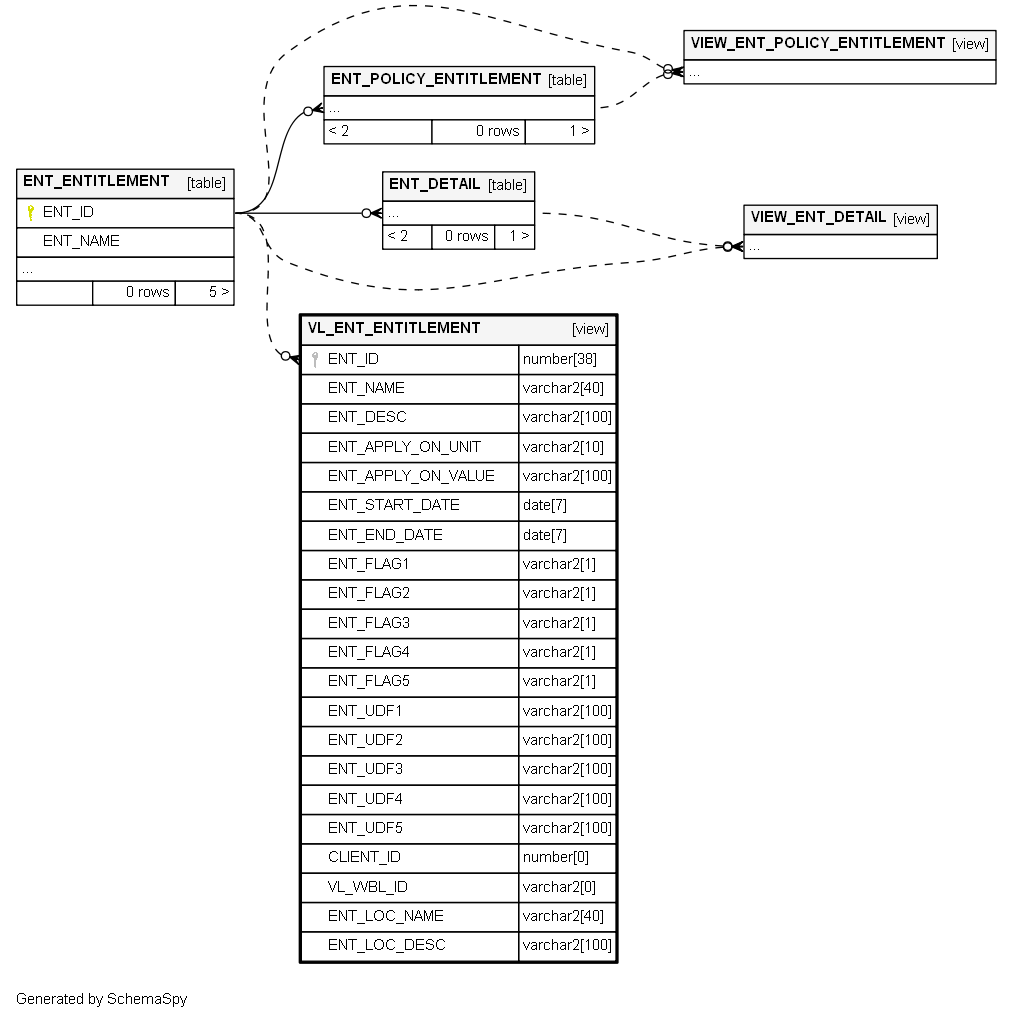 VIEW_ENT_POLICY_ENTITLEMENT [view]
...
ENT_POLICY_ENTITLEMENT [table]
...
< 2 0 rows 1 >
ENT_ENTITLEMENT [table]
ENT_ID
ENT_NAME
...
0 rows 5 >
ENT_DETAIL [table]
...
< 2 0 rows 1 >
VIEW_ENT_DETAIL [view]
...
VL_ENT_ENTITLEMENT [view]
ENT_ID number[38]
ENT_NAME varchar2[40]
ENT_DESC varchar2[100]
ENT_APPLY_ON_UNIT varchar2[10]
ENT_APPLY_ON_VALUE varchar2[100]
ENT_START_DATE date[7]
ENT_END_DATE date[7]
ENT_FLAG1 varchar2[1]
ENT_FLAG2 varchar2[1]
ENT_FLAG3 varchar2[1]
ENT_FLAG4 varchar2[1]
ENT_FLAG5 varchar2[1]
ENT_UDF1 varchar2[100]
ENT_UDF2 varchar2[100]
ENT_UDF3 varchar2[100]
ENT_UDF4 varchar2[100]
ENT_UDF5 varchar2[100]
CLIENT_ID number[0]
VL_WBL_ID varchar2[0]
ENT_LOC_NAME varchar2[40]
ENT_LOC_DESC varchar2[100]
Generated by SchemaSpy